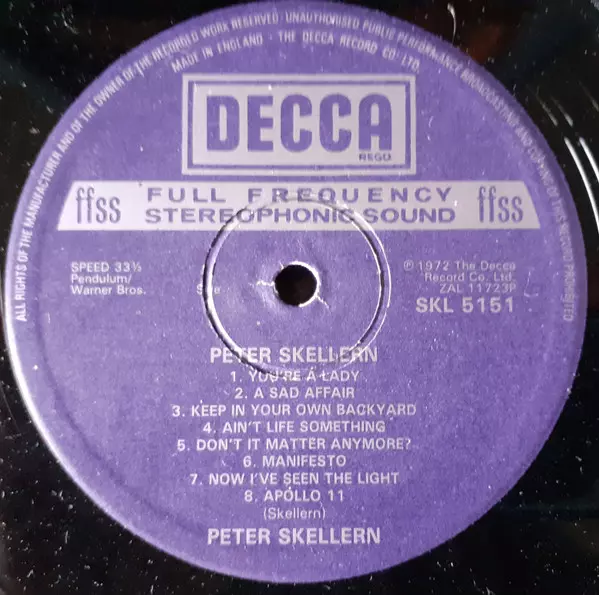 ALL RIGHTS OF THE MANUFACTURER AND OF THE OWNER OF THE RECORDED WORK RESERVED. UNAUTHORISED PUBLIC PERFORMANCE, BROADCASTING AND COPYING OF THIS RECORD PROHIBITED
MADE IN ENGLAND · THE DECCA RECORD CO. LTD.
DECCA
REGD
ffss FULL FREQUENCY ffss
STEREOPHONIC SOUND
SPEED 33⅓
Pendulum/
Warner Bros.
℗ 1972 The Decca
Record Co. Ltd.
ZAL 11723P
SKL 5151
PETER SKELLERN
1. YOU'RE A LADY
2. A SAD AFFAIR
3. KEEP IN YOUR OWN BACKYARD
4. AIN'T LIFE SOMETHING
5. DON'T IT MATTER ANYMORE?
6. MANIFESTO
7. NOW I'VE SEEN THE LIGHT
8. APOLLO 11
(Skellern)
PETER SKELLERN